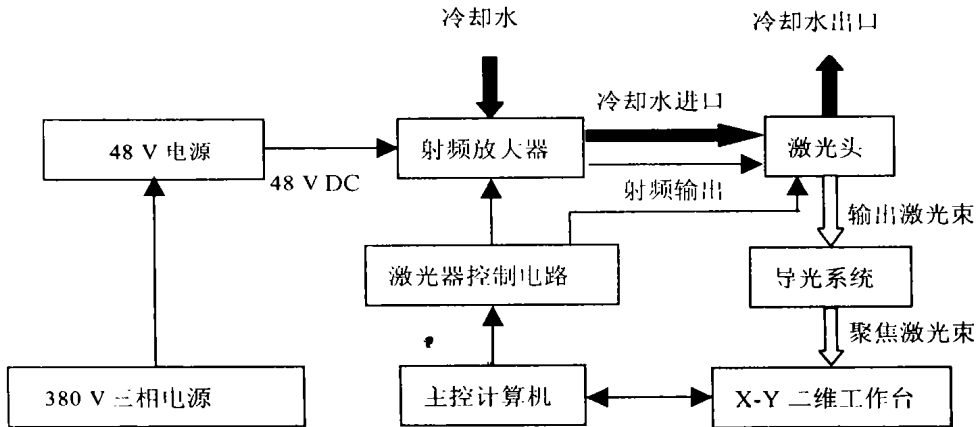 冷却水
冷却水出口
冷却水进口
48 V 电源
射频放大器
激光头
48 V DC
射频输出
输出激光束
激光器控制电路
导光系统
聚焦激光束
380 V 三相电源
主控计算机
X-Y 二维工作台